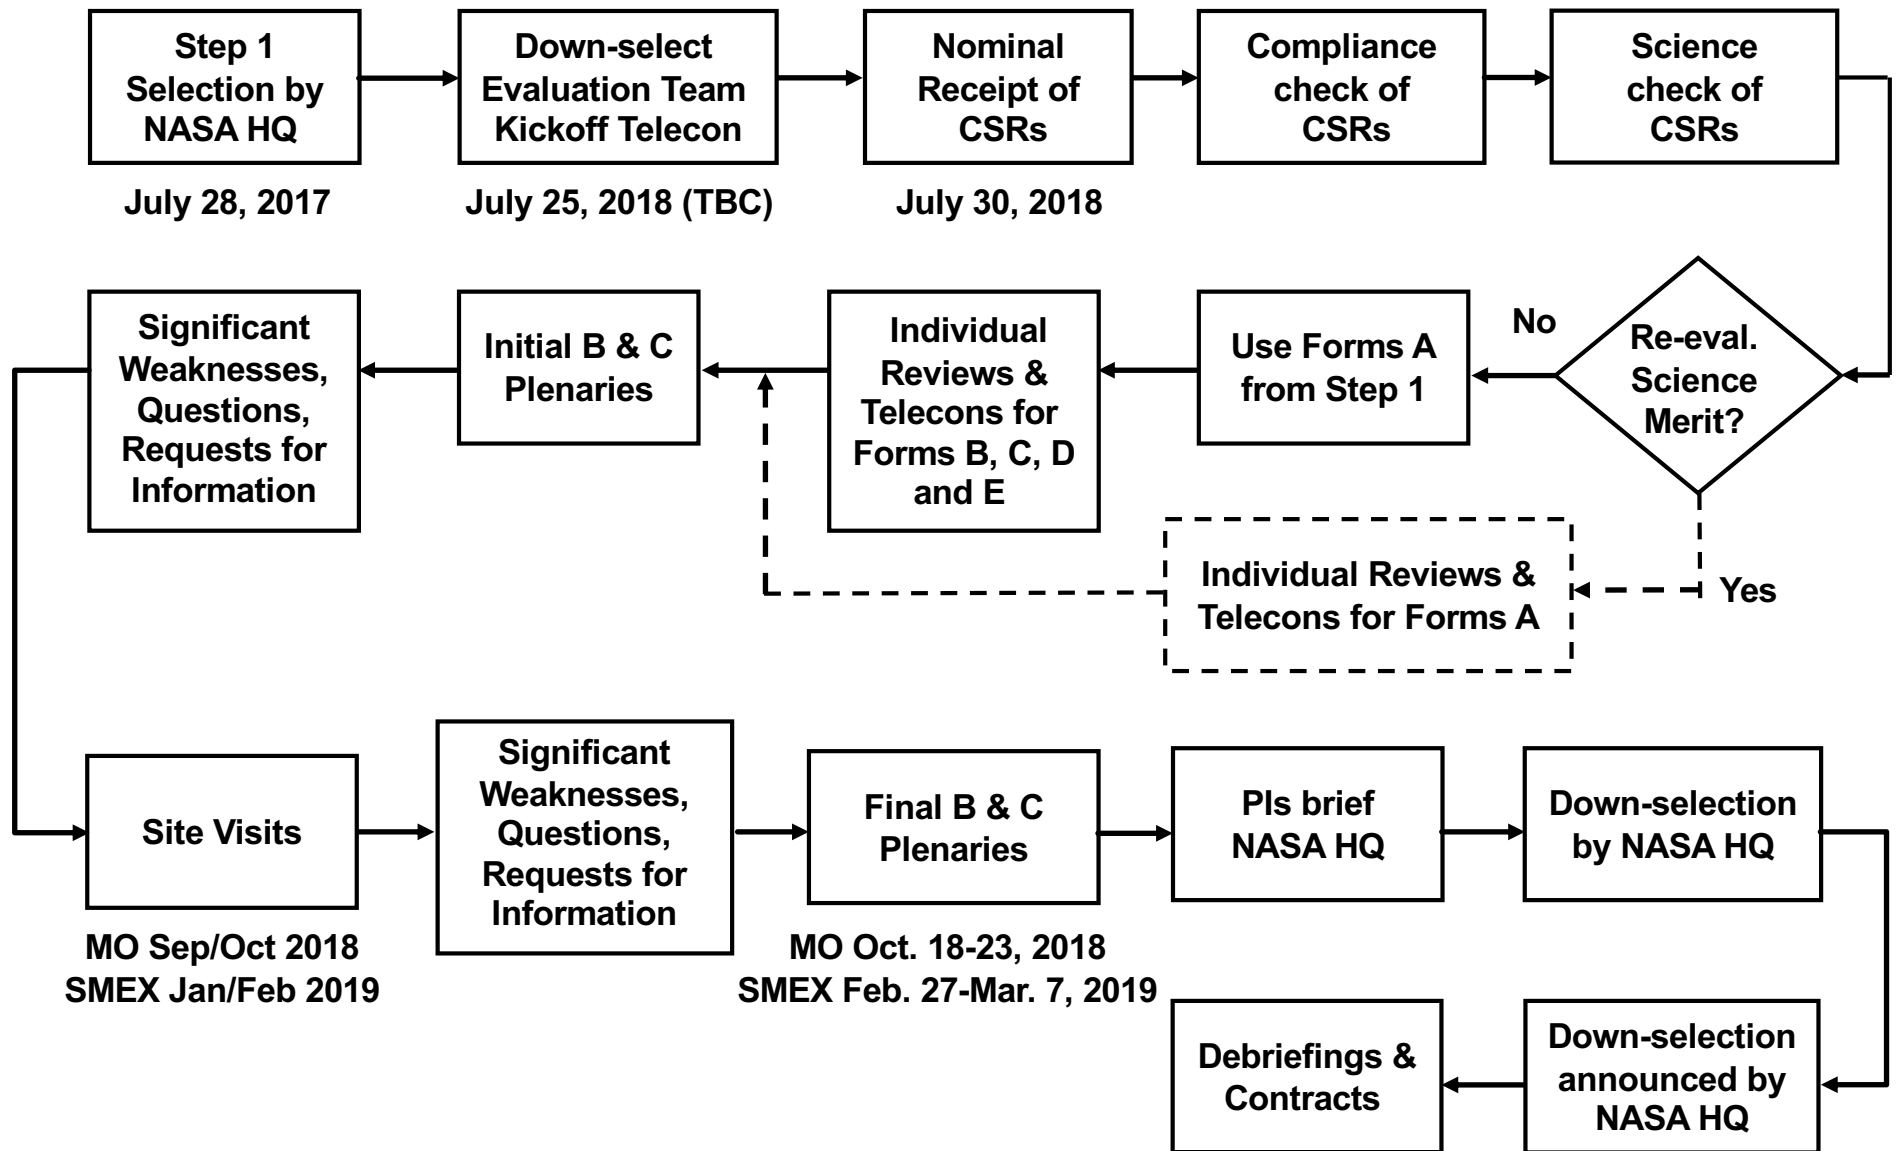 Step 1
Selection by
NASA HQ
July 28, 2017
Down-select
Evaluation Team
Kickoff Telecon
July 25, 2018 (TBC)
Nominal
Receipt of
CSRs
July 30, 2018
Compliance
check of
CSRs
Science
check of
CSRs
Re-eval.
Science
Merit?
No
Yes
Use Forms A
from Step 1
Individual Reviews &
Telecons for Forms A
Individual
Reviews &
Telecons for
Forms B, C, D
and E
Initial B & C
Plenaries
Significant
Weaknesses,
Questions,
Requests for
Information
Site Visits
MO Sep/Oct 2018
SMEX Jan/Feb 2019
Significant
Weaknesses,
Questions,
Requests for
Information
Final B & C
Plenaries
MO Oct. 18-23, 2018
SMEX Feb. 27-Mar. 7, 2019
PIs brief
NASA HQ
Down-selection
by NASA HQ
Down-selection
announced by
NASA HQ
Debriefings &
Contracts